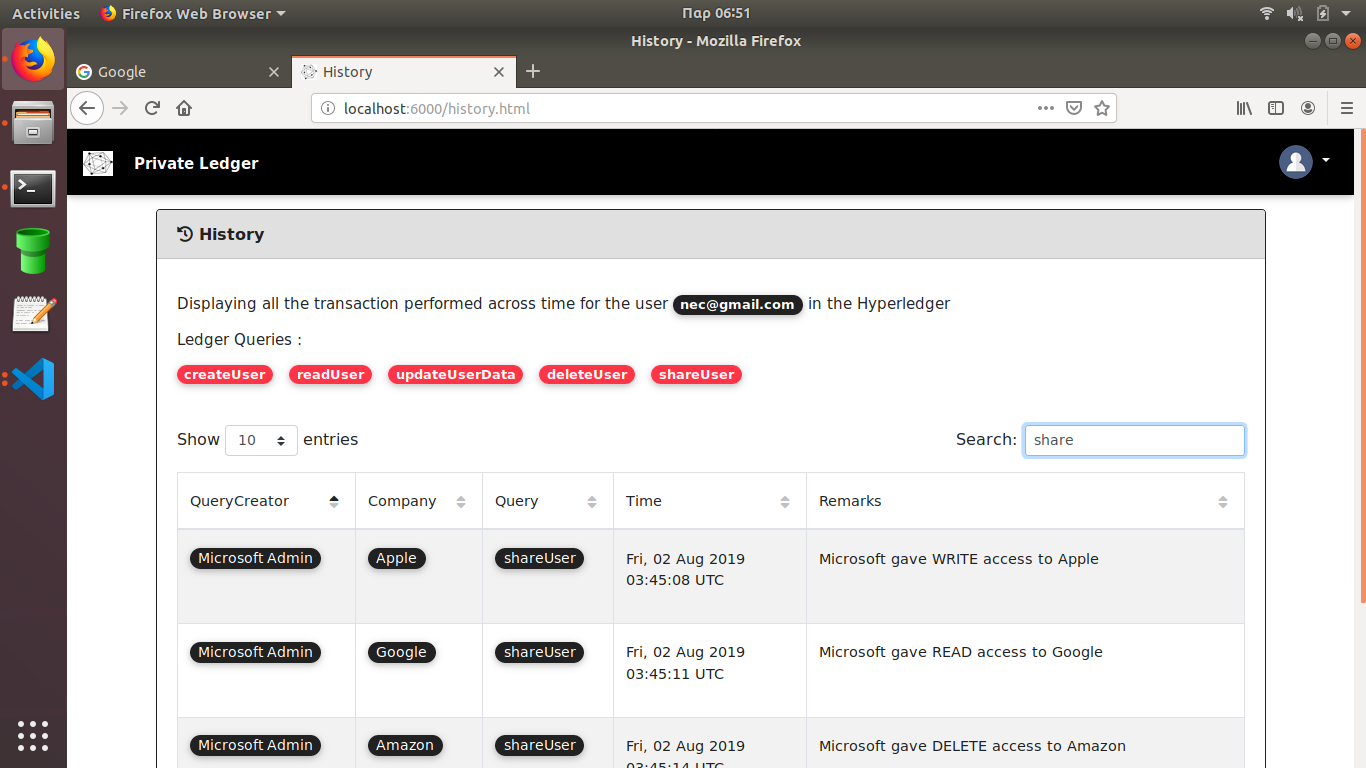 Activities Firefox Web Browser Παρ 06:51
History - Mozilla Firefox
Google History
localhost:6000/history.html
Private Ledger
History
Displaying all the transaction performed across time for the user nec@gmail.com in the Hyperledger
Ledger Queries :
createUser readUser updateUserData deleteUser shareUser
Show 10 entries Search: share
QueryCreator Company Query Time Remarks
Microsoft Admin Apple shareUser Fri, 02 Aug 2019 Microsoft gave WRITE access to Apple
03:45:08 UTC
Microsoft Admin Google shareUser Fri, 02 Aug 2019 Microsoft gave READ access to Google
03:45:11 UTC
Microsoft Admin Amazon shareUser Fri, 02 Aug 2019 Microsoft gave DELETE access to Amazon
03:45:14 UTC